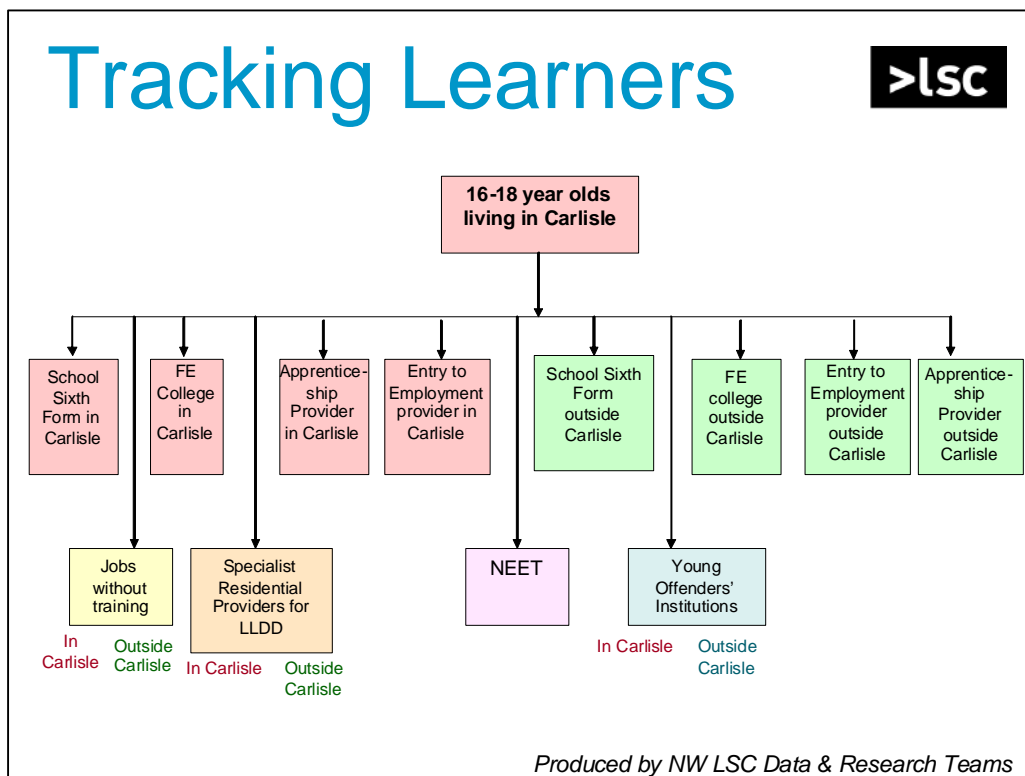 Tracking Learners
>lsc
16-18 year olds
living in Carlisle
School
Sixth
Form in
Carlisle
FE
College
in
Carlisle
Apprentice-
ship
Provider
in Carlisle
Entry to
Employment
provider in
Carlisle
School Sixth
Form
outside
Carlisle
FE
college
outside
Carlisle
Entry to
Employment
provider
outside
Carlisle
Apprentice-
ship
Provider
outside
Carlisle
Jobs
without
training
In
Carlisle
Outside
Carlisle
Specialist
Residential
Providers for
LLDD
In Carlisle
Outside
Carlisle
NEET
Young
Offenders'
Institutions
In Carlisle
Outside
Carlisle
Produced by NW LSC Data & Research Teams